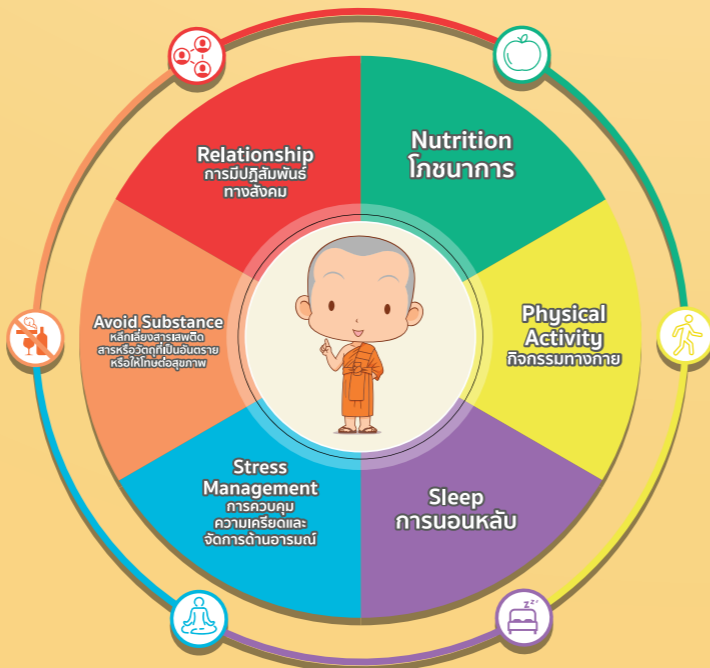 Relationship
การมีปฏิสัมพันธ์
ทางสังคม
Nutrition
โภชนาการ
Avoid Substance
หลีกเลี่ยงสารเสพติด
สารหรือวัตถุที่เป็นอันตราย
หรือให้โทษต่อสุขภาพ
Physical
Activity
กิจกรรมทางกาย
Stress
Management
การควบคุม
ความเครียดและ
จัดการด้านอารมณ์
Sleep
การนอนหลับ
zzz